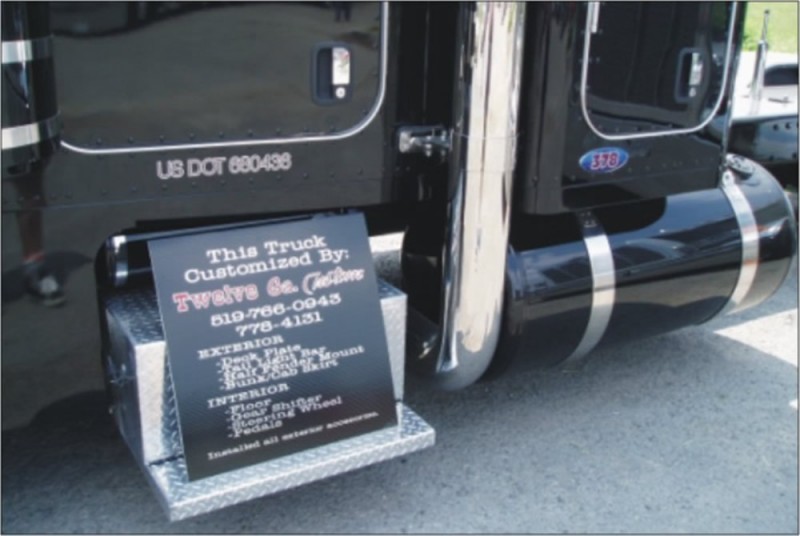 US DOT 680436
378
This Truck
Customized By:
Twelve Ga. Customs
519-766-0943
778-4131
EXTERIOR
-Deck Plate
-Tail Light Bar
-Half Fender Mount
-Bunk/Cab Skirt
INTERIOR
-Floor
-Gear Shifter
-Steering Wheel
-Pedals
Installed all exterior accessories.